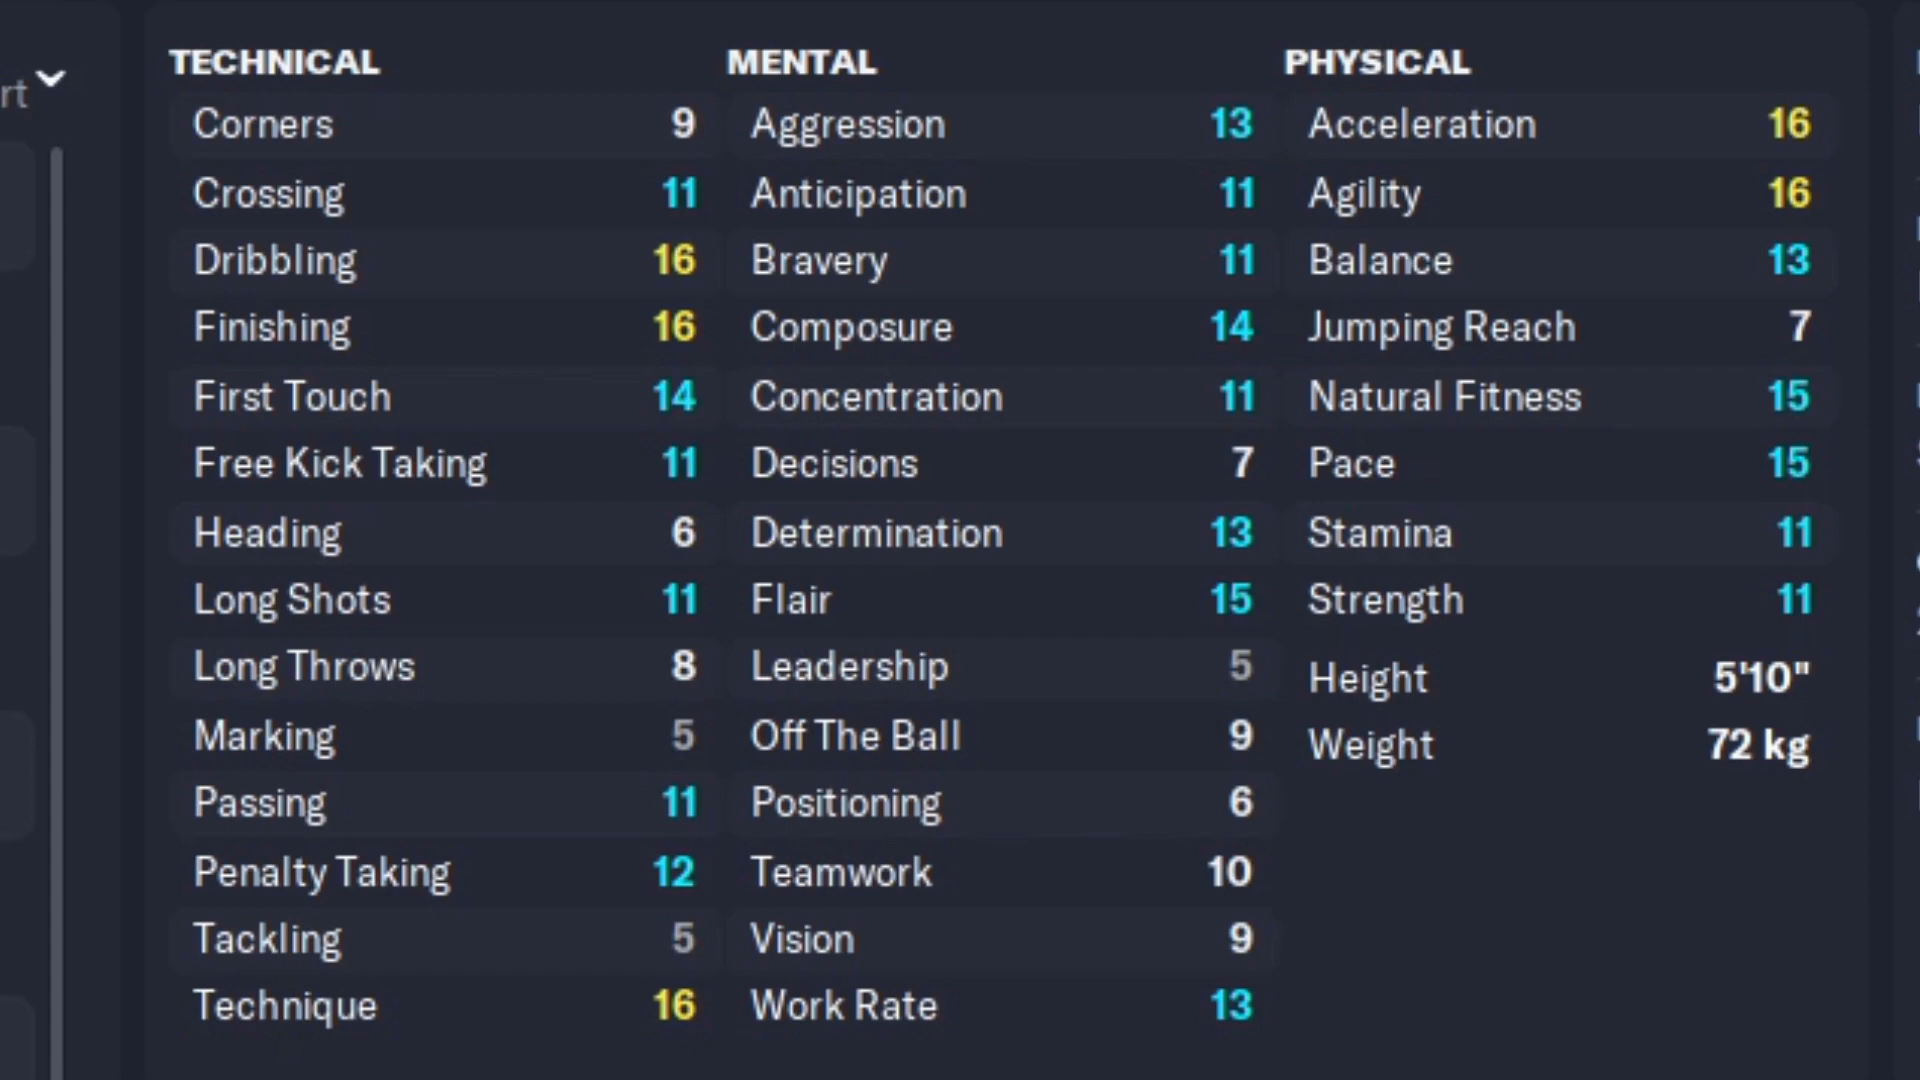 rt
TECHNICAL
Corners 9
Crossing 11
Dribbling 16
Finishing 16
First Touch 14
Free Kick Taking 11
Heading 6
Long Shots 11
Long Throws 8
Marking 5
Passing 11
Penalty Taking 12
Tackling 5
Technique 16
MENTAL
Aggression 13
Anticipation 11
Bravery 11
Composure 14
Concentration 11
Decisions 7
Determination 13
Flair 15
Leadership 5
Off The Ball 9
Positioning 6
Teamwork 10
Vision 9
Work Rate 13
PHYSICAL
Acceleration 16
Agility 16
Balance 13
Jumping Reach 7
Natural Fitness 15
Pace 15
Stamina 11
Strength 11
Height 5'10"
Weight 72 kg